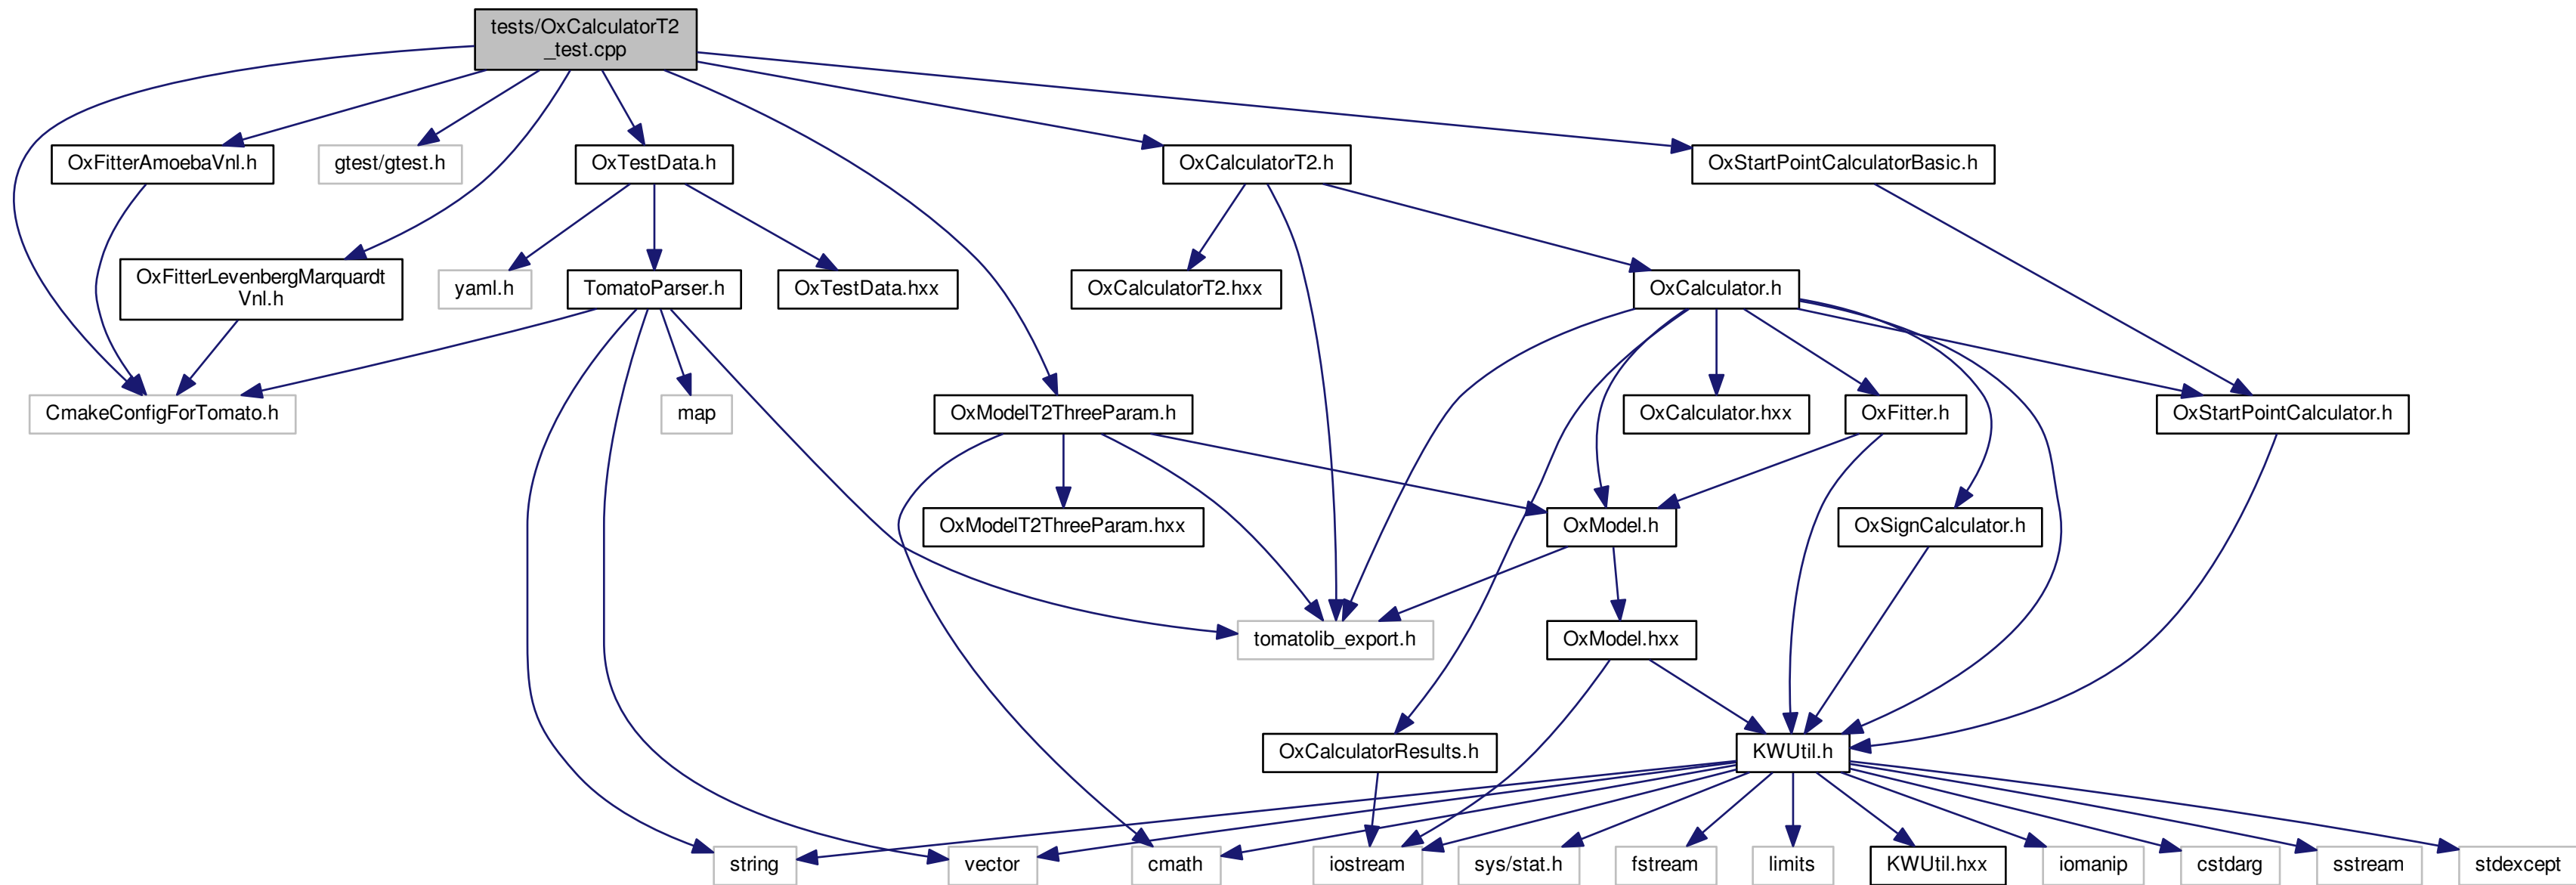 tests/OxCalculatorT2
_test.cpp
OxFitterAmoebaVnl.h
gtest/gtest.h
OxTestData.h
OxCalculatorT2.h
OxStartPointCalculatorBasic.h
OxFitterLevenbergMarquardt
Vnl.h
yaml.h
TomatoParser.h
OxTestData.hxx
OxCalculatorT2.hxx
OxCalculator.h
CmakeConfigForTomato.h
map
OxModelT2ThreeParam.h
OxCalculator.hxx
OxFitter.h
OxStartPointCalculator.h
OxModelT2ThreeParam.hxx
OxModel.h
OxSignCalculator.h
tomatolib_export.h
OxModel.hxx
OxCalculatorResults.h
KWUtil.h
string
vector
cmath
iostream
sys/stat.h
fstream
limits
KWUtil.hxx
iomanip
cstdarg
sstream
stdexcept